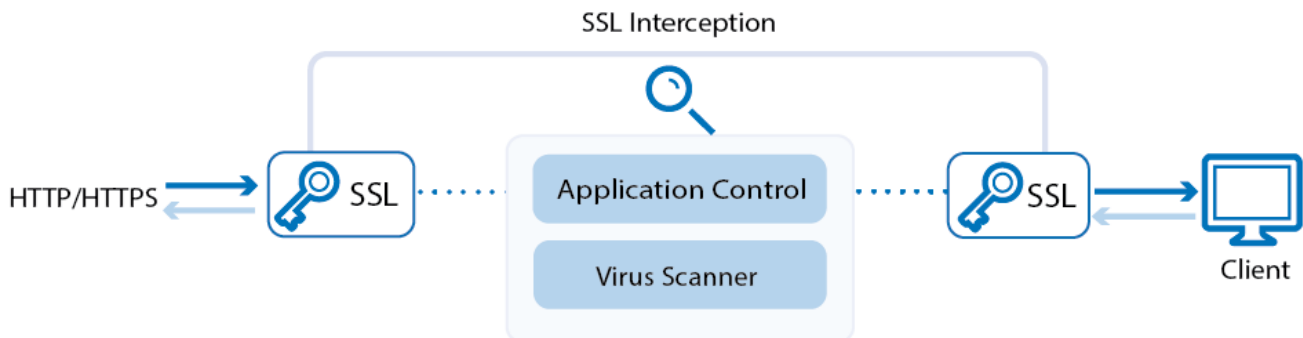 SSL Interception
HTTP/HTTPS
SSL
Application Control
Virus Scanner
SSL
Client